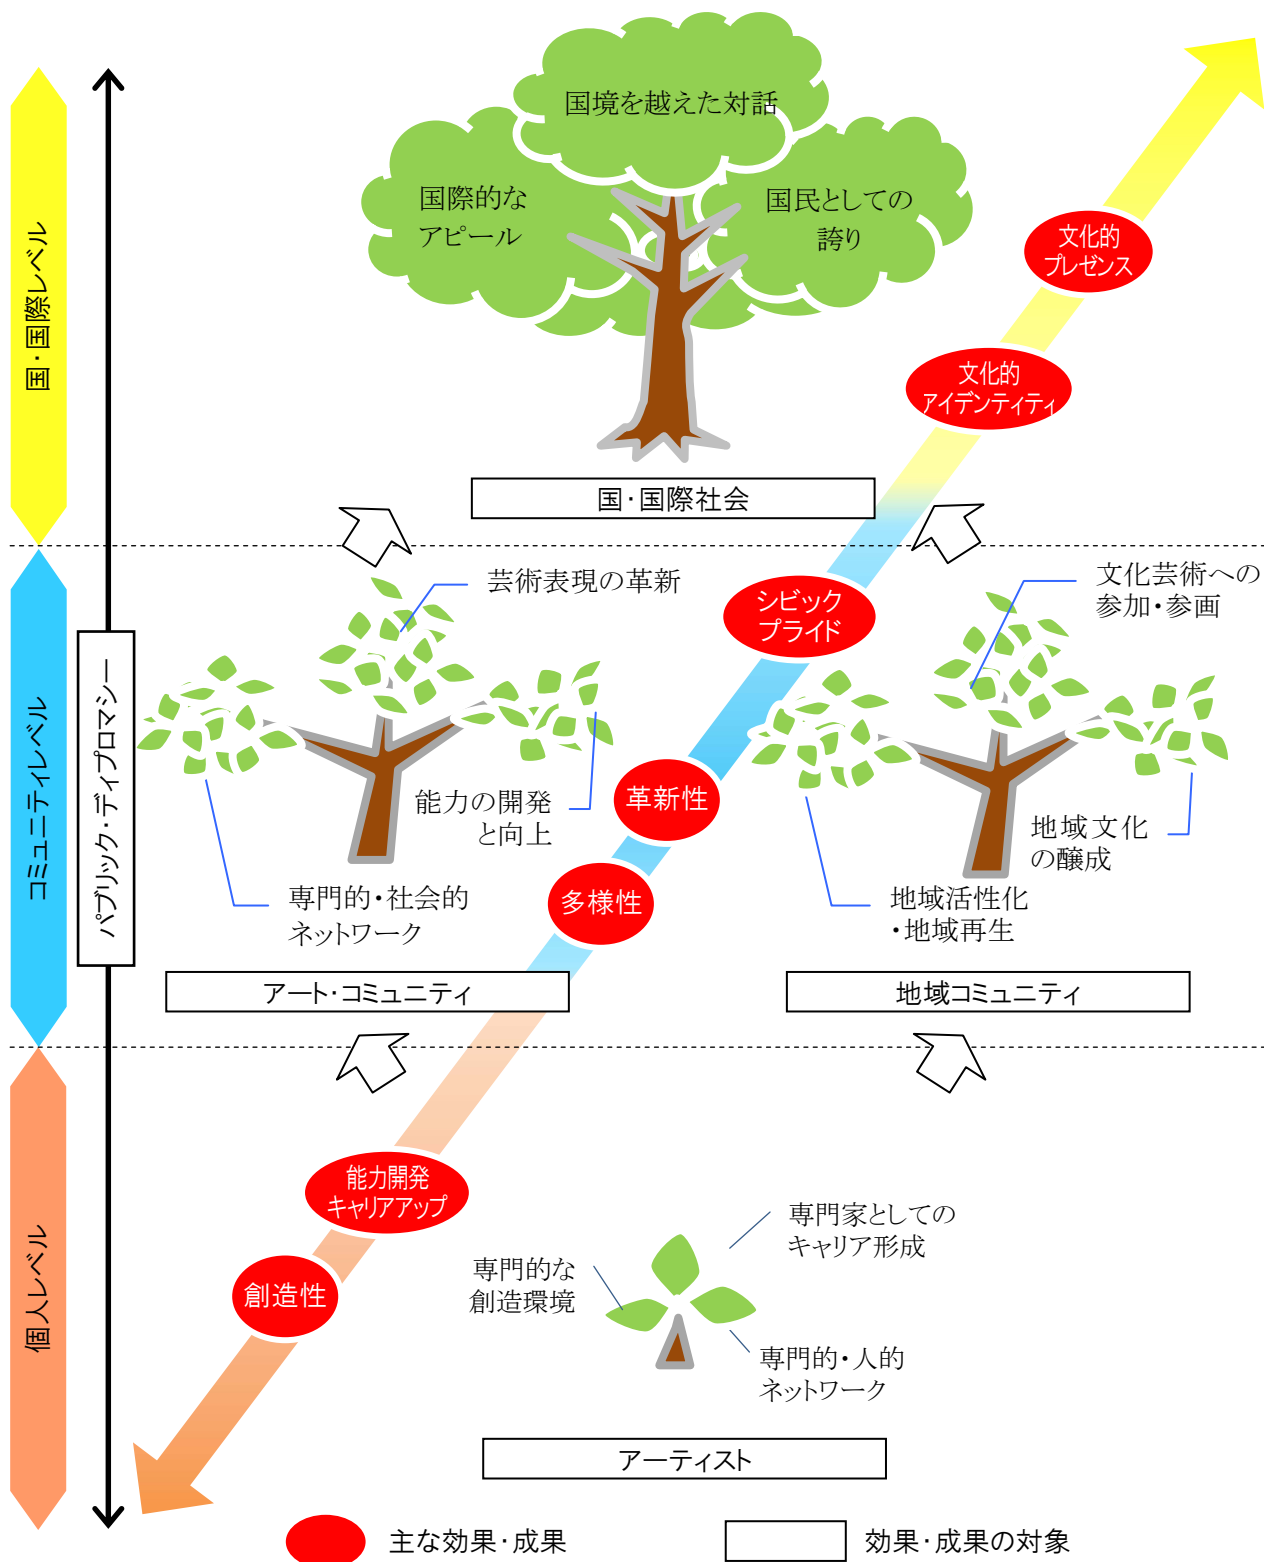 国境を越えた対話
国際的な
アピール
国民としての
誇り
文化的
プレゼンス
文化的
アイデンティティ
国・国際レベル
国・国際社会
芸術表現の革新
文化芸術への
参加・参画
シビック
プライド
コミュニティレベル
パブリック・ディプロマシー
能力の開発
と向上
革新性
地域文化
の醸成
専門的・社会的
ネットワーク
多様性
地域活性化
・地域再生
アート・コミュニティ
地域コミュニティ
能力開発
キャリアアップ
専門家としての
キャリア形成
個人レベル
創造性
専門的な
創造環境
専門的・人的
ネットワーク
アーティスト
主な効果・成果
効果・成果の対象